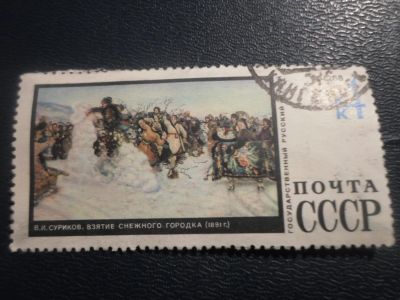 К
ПОЧТА
СССР
ГОСУДАРСТВЕННЫЙ РУССКИЙ
В.И.СУРИКОВ. ВЗЯТИЕ СНЕЖНОГО ГОРОДКА (1891 г.)